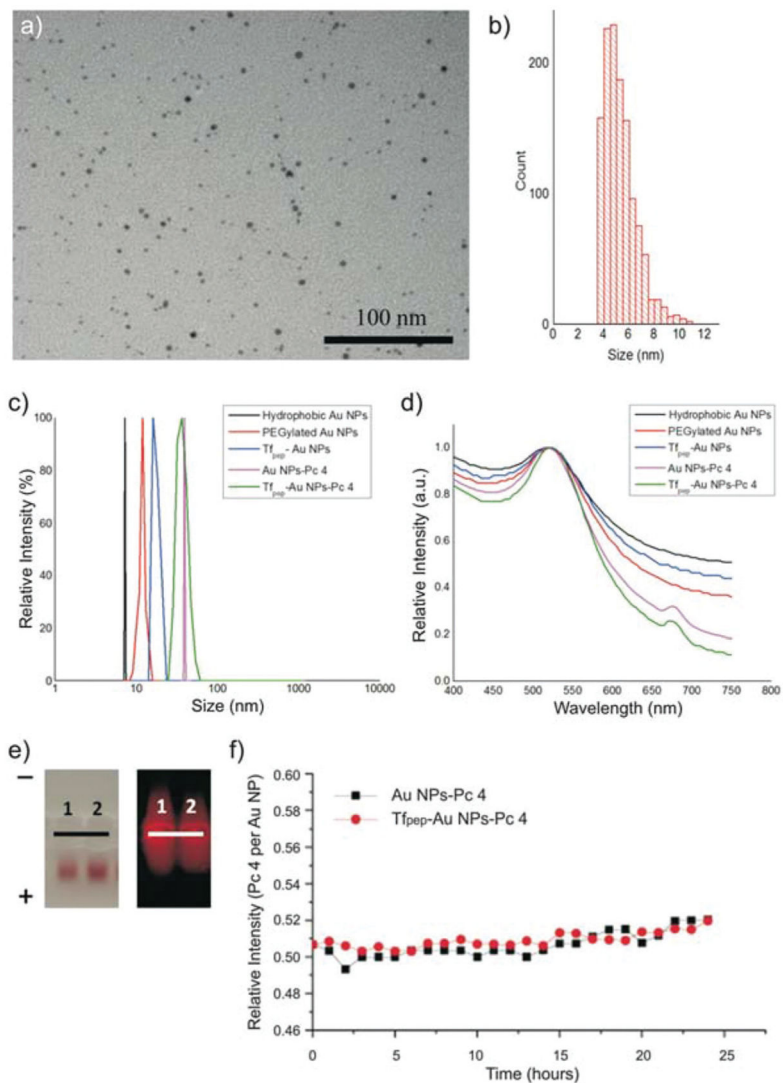 a)
100 nm
b)
200
100
0
Count
0 2 4 6 8 10 12
Size (nm)
c)
Hydrophobic Au NPs
PEGylated Au NPs
Tfpep- Au NPs
Au NPs-Pc 4
Tfpep-Au NPs-Pc 4
100
80
60
40
20
0
Relative Intensity (%)
1 10 100 1000 10000
Size (nm)
d)
Hydrophobic Au NPs
PEGylated Au NPs
Tfpep-Au NPs
Au NPs-Pc 4
Tfpep-Au NPs-Pc 4
1.0
0.8
0.6
0.4
0.2
0.0
Relative Intensity (a.u.)
400 450 500 550 600 650 700 750 800
Wavelength (nm)
e)
−
+
1 2
1 2
f)
Au NPs-Pc 4
Tfpep-Au NPs-Pc 4
0.60
0.58
0.56
0.54
0.52
0.50
0.48
0.46
Relative Intensity (Pc 4 per Au NP)
0 5 10 15 20 25
Time (hours)